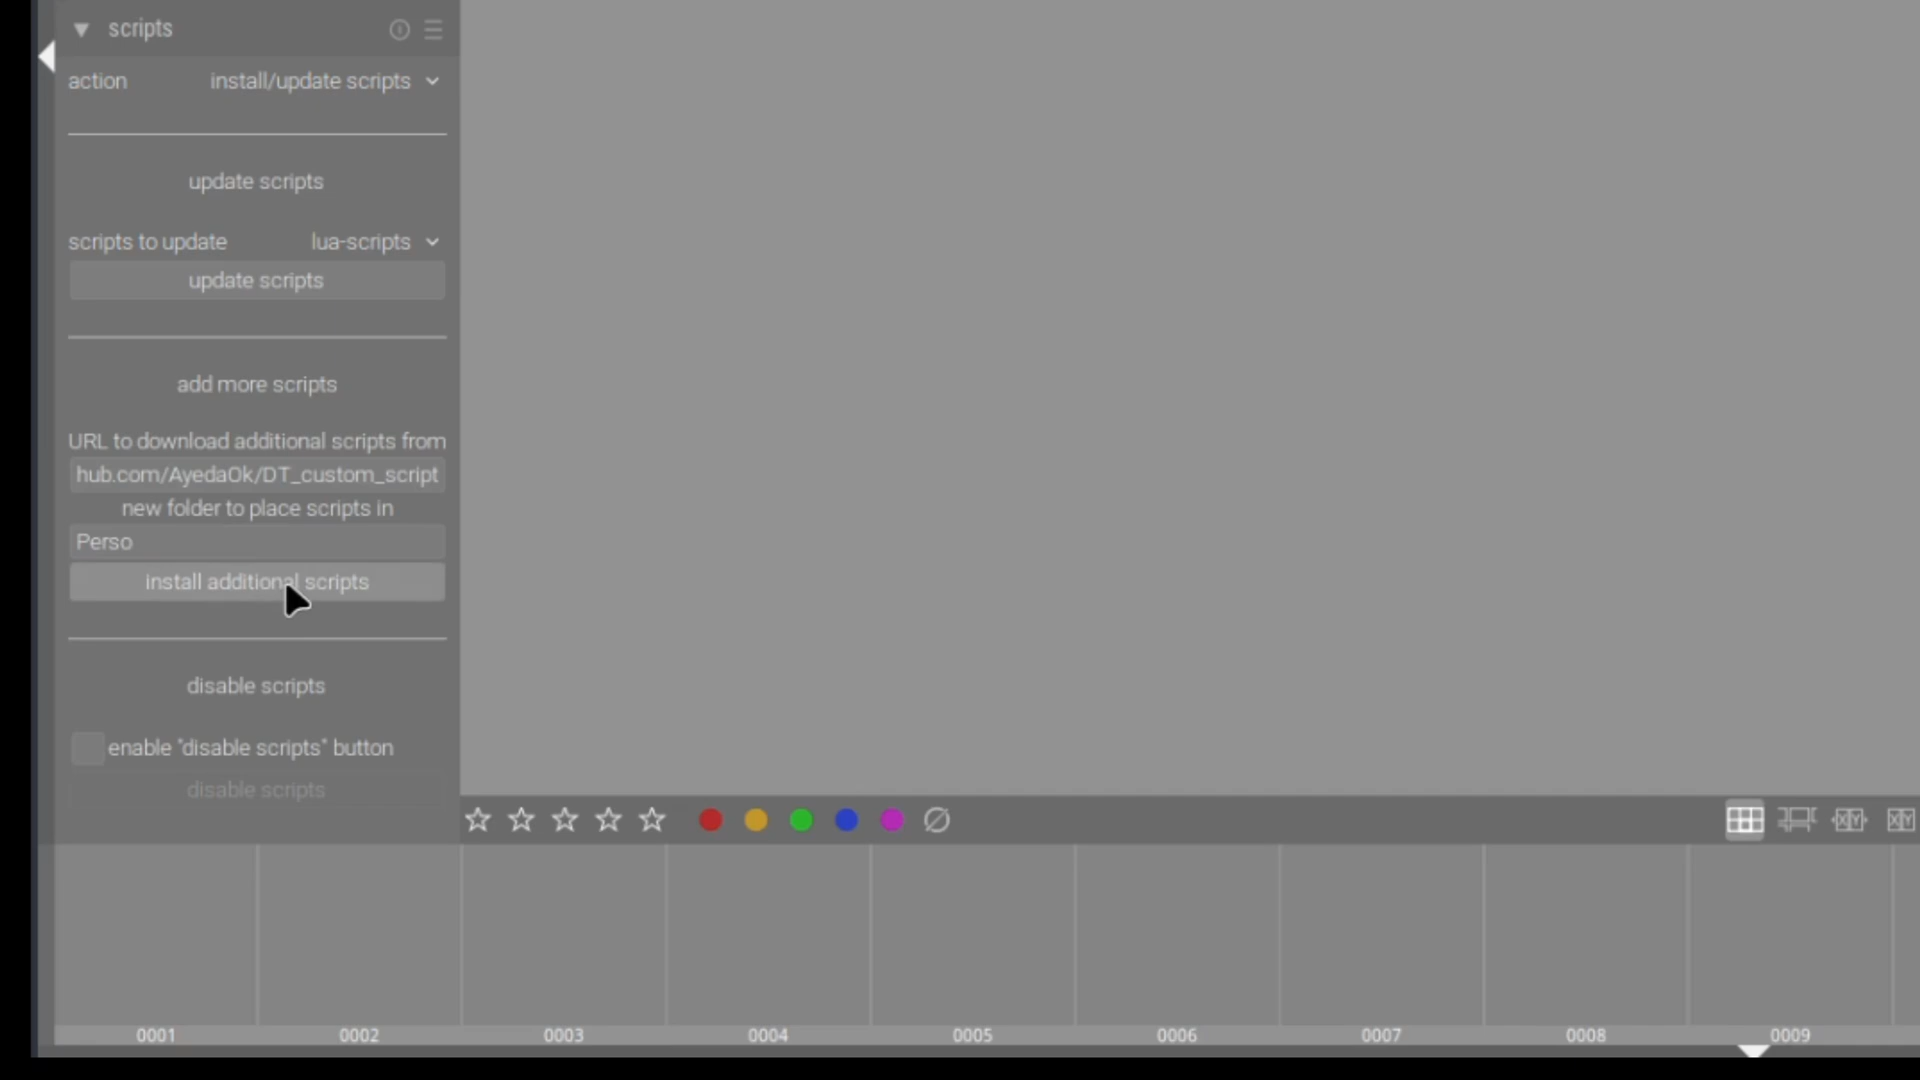 scripts
action install/update scripts
update scripts
scripts to update lua-scripts
update scripts
add more scripts
URL to download additional scripts from
hub.com/AyedaOk/DT_custom_script
new folder to place scripts in
Perso
install additional scripts
disable scripts
enable "disable scripts" button
disable scripts
0001 0002 0003 0004 0005 0006 0007 0008 0009